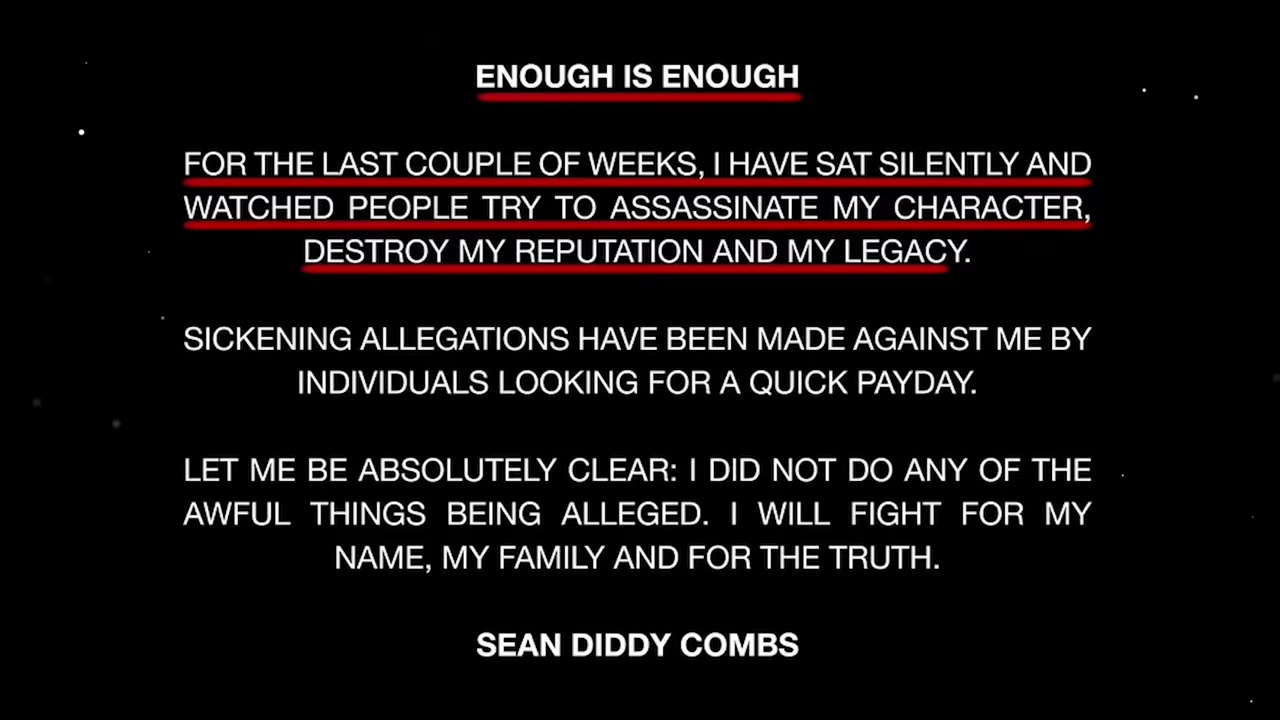 ENOUGH IS ENOUGH
FOR THE LAST COUPLE OF WEEKS, I HAVE SAT SILENTLY AND
WATCHED PEOPLE TRY TO ASSASSINATE MY CHARACTER,
DESTROY MY REPUTATION AND MY LEGACY.
SICKENING ALLEGATIONS HAVE BEEN MADE AGAINST ME BY
INDIVIDUALS LOOKING FOR A QUICK PAYDAY.
LET ME BE ABSOLUTELY CLEAR: I DID NOT DO ANY OF THE
AWFUL THINGS BEING ALLEGED. I WILL FIGHT FOR MY
NAME, MY FAMILY AND FOR THE TRUTH.
SEAN DIDDY COMBS